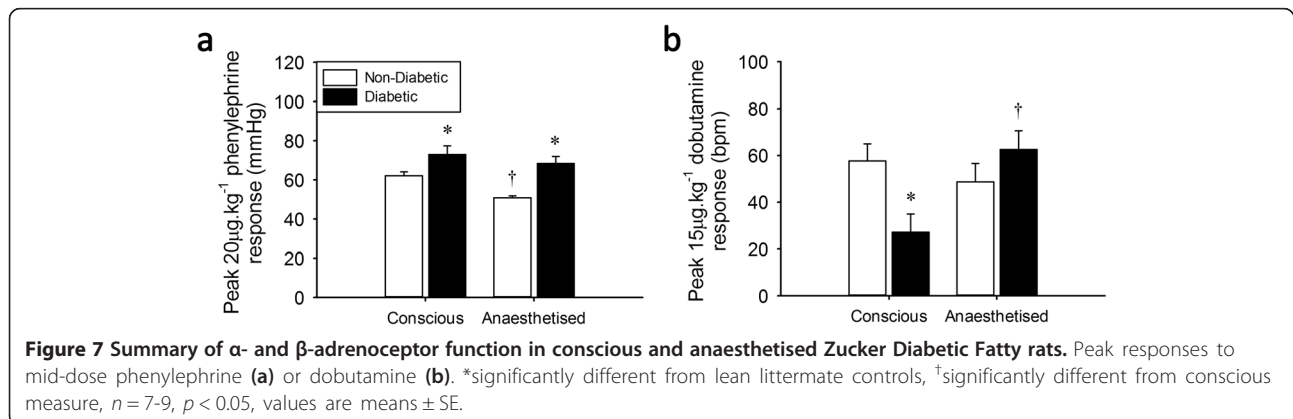 a
Peak 20μg.kg⁻¹ phenylephrine
response (mmHg)
120
100
80
60
40
20
0
Non-Diabetic
Diabetic
*
†
*
Conscious
Anaesthetised
b
Peak 15μg.kg⁻¹ dobutamine
response (bpm)
100
80
60
40
20
0
*
†
Conscious
Anaesthetised
Figure 7 Summary of α- and β-adrenoceptor function in conscious and anaesthetised Zucker Diabetic Fatty rats. Peak responses to
mid-dose phenylephrine (a) or dobutamine (b). *significantly different from lean littermate controls, †significantly different from conscious
measure, n = 7-9, p < 0.05, values are means ± SE.